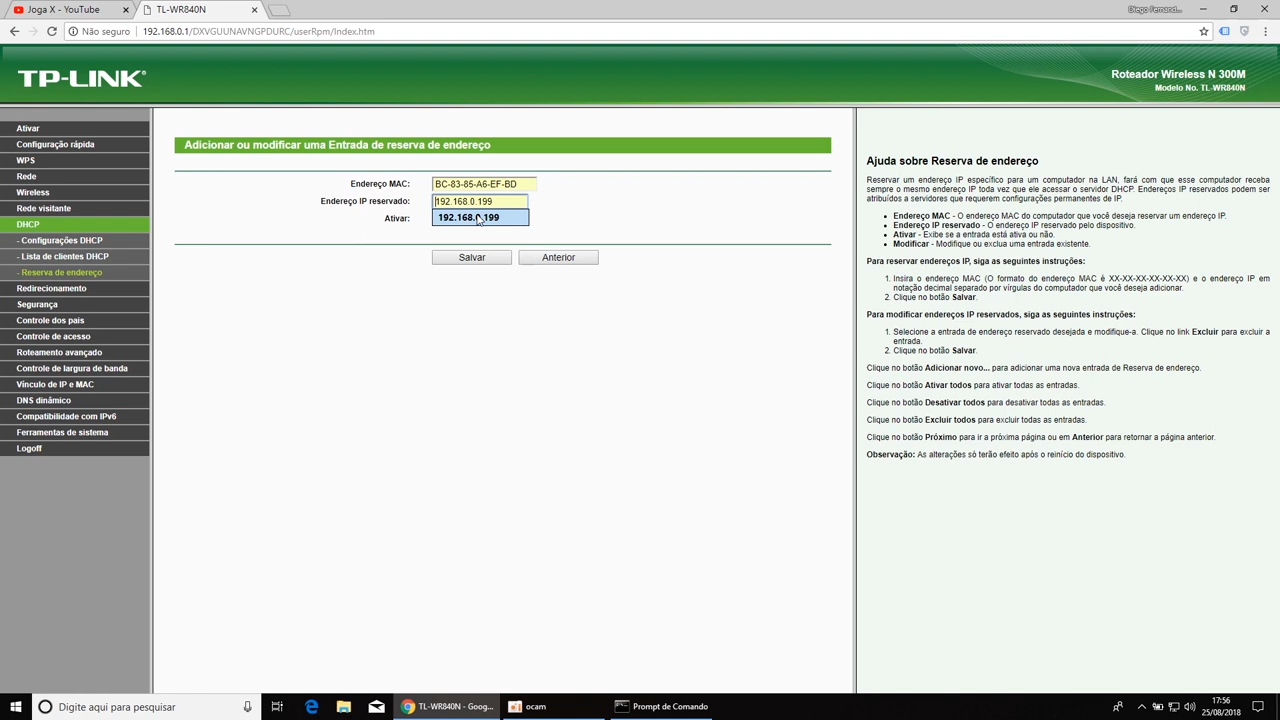 Joga X - YouTube
TL-WR840N
Diego Fernand...
Não seguro
192.168.0.1/DXVGUUNAVNGPDURC/userRpm/Index.htm
TP-LINK®
Roteador Wireless N 300M
Modelo No. TL-WR840N
Ativar
Configuração rápida
WPS
Rede
Wireless
Rede visitante
DHCP
- Configurações DHCP
- Lista de clientes DHCP
- Reserva de endereço
Redirecionamento
Segurança
Controle dos pais
Controle de acesso
Roteamento avançado
Controle de largura de banda
Vínculo de IP e MAC
DNS dinâmico
Compatibilidade com IPv6
Ferramentas de sistema
Logoff
Adicionar ou modificar uma Entrada de reserva de endereço
Endereço MAC: BC-83-85-A6-EF-BD
Endereço IP reservado: 192.168.0.199
Ativar: 192.168.0.199
Salvar Anterior
Ajuda sobre Reserva de endereço
Reservar um endereço IP específico para um computador na LAN, fará com que esse computador receba
sempre o mesmo endereço IP toda vez que ele acessar o servidor DHCP. Endereços IP reservados podem ser
atribuídos a servidores que requerem configurações permanentes de IP.
• Endereço MAC - O endereço MAC do computador que você deseja reservar um endereço IP.
• Endereço IP reservado - O endereço IP reservado pelo dispositivo.
• Ativar - Exibe se a entrada está ativa ou não.
• Modificar - Modifique ou exclua uma entrada existente.
Para reservar endereços IP, siga as seguintes instruções:
1. Insira o endereço MAC (O formato do endereço MAC é XX-XX-XX-XX-XX-XX) e o endereço IP em
notação decimal separado por vírgulas do computador que você deseja adicionar.
2. Clique no botão Salvar.
Para modificar endereços IP reservados, siga as seguintes instruções:
1. Selecione a entrada de endereço reservado desejada e modifique-a. Clique no link Excluir para excluir a
entrada.
2. Clique no botão Salvar.
Clique no botão Adicionar novo... para adicionar uma nova entrada de Reserva de endereço.
Clique no botão Ativar todos para ativar todas as entradas.
Clique no botão Desativar todos para desativar todas as entradas.
Clique no botão Excluir todos para excluir todas as entradas.
Clique no botão Próximo para ir a próxima página ou em Anterior para retornar a página anterior.
Observação: As alterações só terão efeito após o reinício do dispositivo.
Digite aqui para pesquisar
TL-WR840N - Goog...
ocam
Prompt de Comando
17:56
25/08/2018